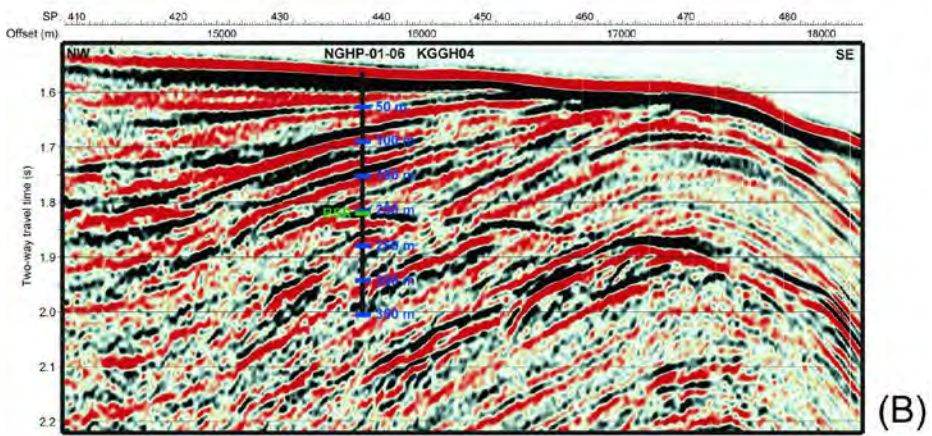 SP: 410 420 430 440 450 460 470 480
Offset (m) 15000 16000 17000 18000
NW NGHP-01-06 KGGH04 SE
1.6
50 m
1.7
100 m
150 m
1.8
BSR 200 m
250 m
1.9
300 m
2.0
350 m
2.1
2.2
Two-way travel time (s)
(B)